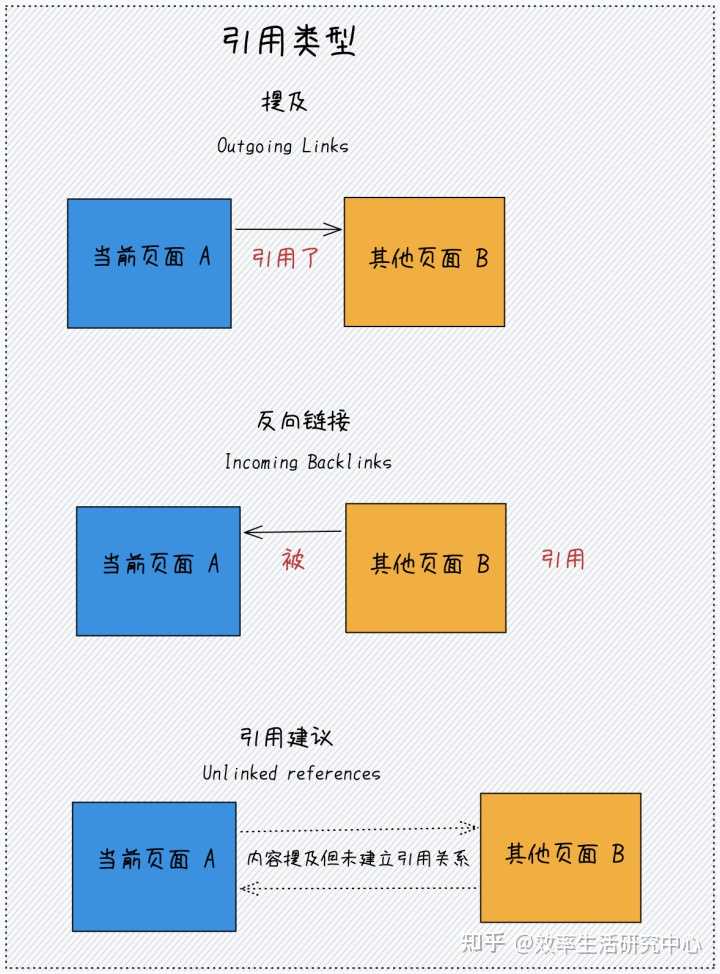 引用类型
提及
Outgoing Links
当前页面 A
引用了
其他页面 B
反向链接
Incoming Backlinks
当前页面 A
被
其他页面 B
引用
引用建议
Unlinked references
当前页面 A
内容提及但未建立引用关系
其他页面 B
知乎 @效率生活研究中心